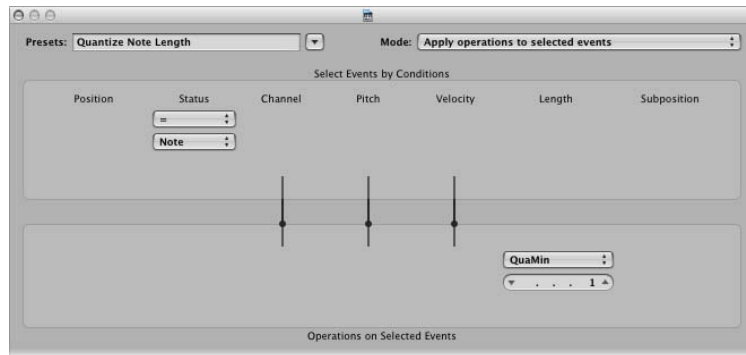 Presets: Quantize Note Length Mode: Apply operations to selected events
Select Events by Conditions
Position Status Channel Pitch Velocity Length Subposition
=
Note
QuaMin
. . . 1
Operations on Selected Events